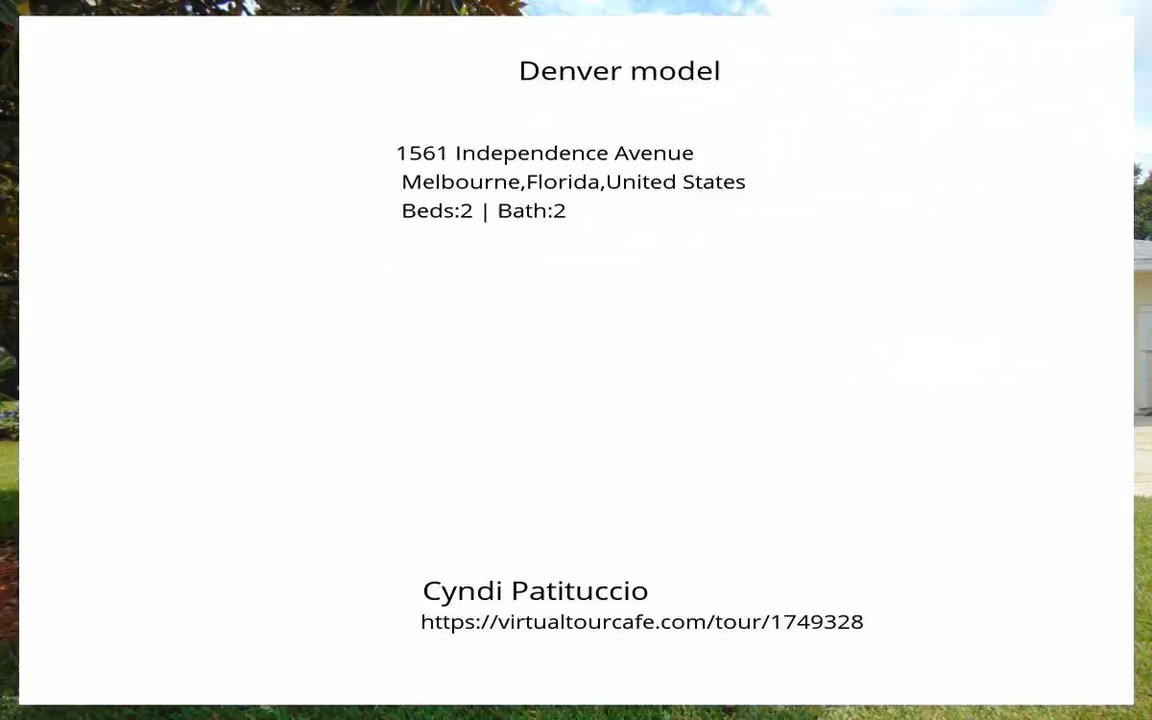 Denver model
1561 Independence Avenue
Melbourne,Florida,United States
Beds:2 | Bath:2
Cyndi Patituccio
https://virtualtourcafe.com/tour/1749328